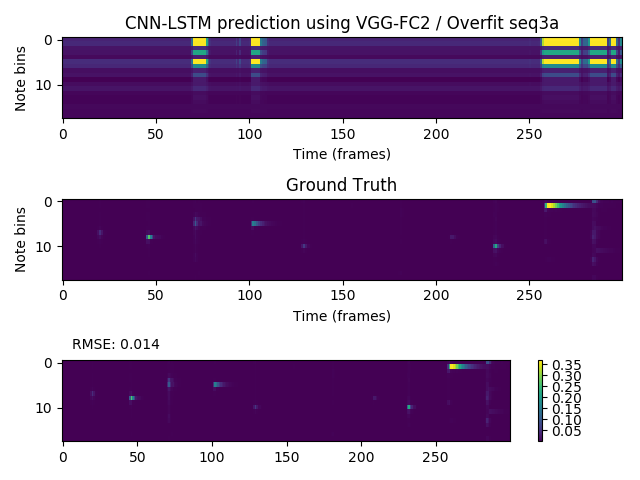 CNN-LSTM prediction using VGG-FC2 / Overfit seq3a
0
10
Note bins
0 50 100 150 200 250
Time (frames)
Ground Truth
0
10
Note bins
0 50 100 150 200 250
Time (frames)
RMSE: 0.014
0
10
0 50 100 150 200 250
0.35
0.30
0.25
0.20
0.15
0.10
0.05